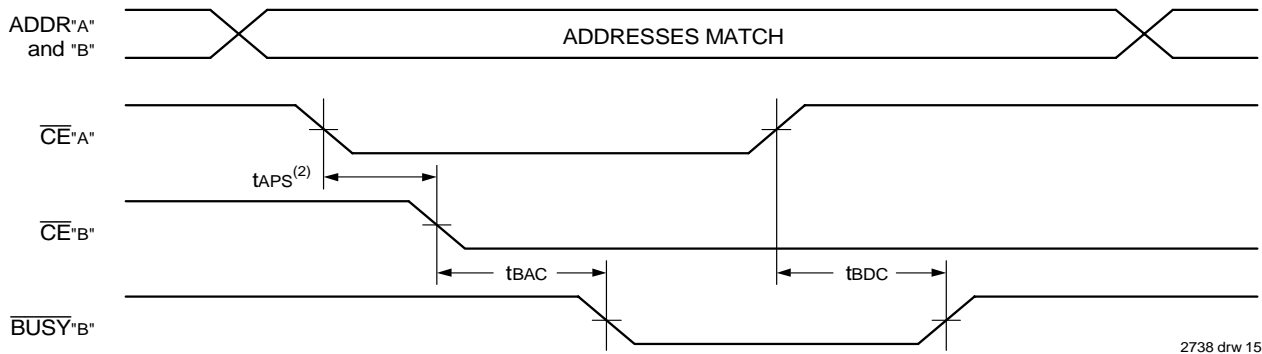 ADDR"A"
and "B"
ADDRESSES MATCH
CE"A"
tAPS(2)
CE"B"
tBAC
tBDC
BUSY"B"
2738 drw 15